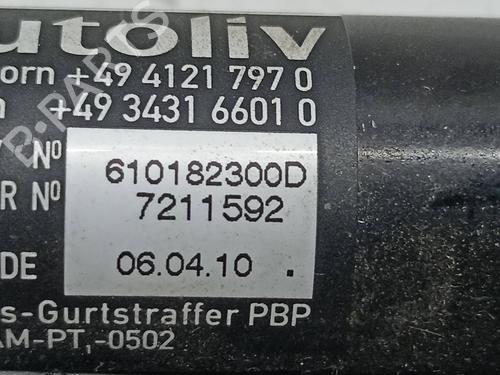 utoliv
orn +49 4121 797 0
n +49 3431 6601 0
Nº 610182300D
R Nº 7211592
DE 06.04.10 .
s-Gurtstraffer PBP
AM-PT,-0502
B-PARTS